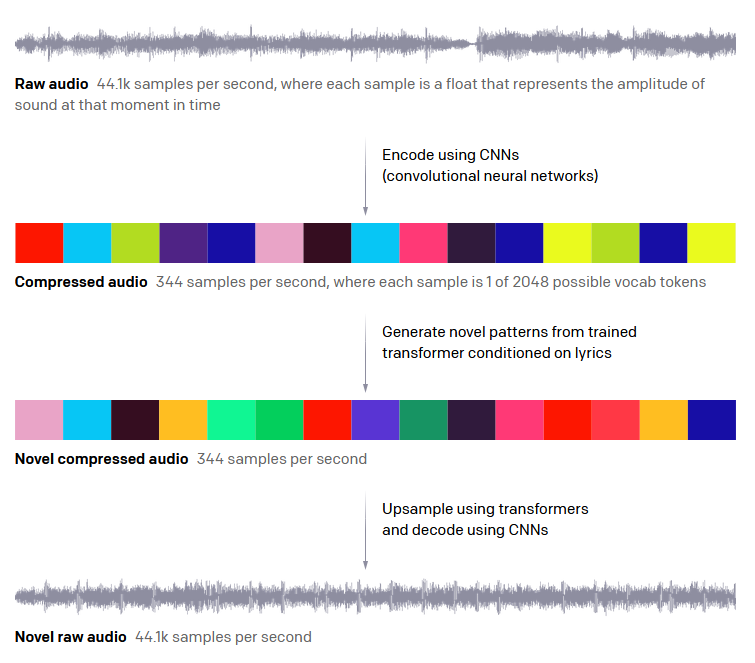 Raw audio 44.1k samples per second, where each sample is a float that represents the amplitude of
sound at that moment in time
Encode using CNNs
(convolutional neural networks)
Compressed audio 344 samples per second, where each sample is 1 of 2048 possible vocab tokens
Generate novel patterns from trained
transformer conditioned on lyrics
Novel compressed audio 344 samples per second
Upsample using transformers
and decode using CNNs
Novel raw audio 44.1k samples per second